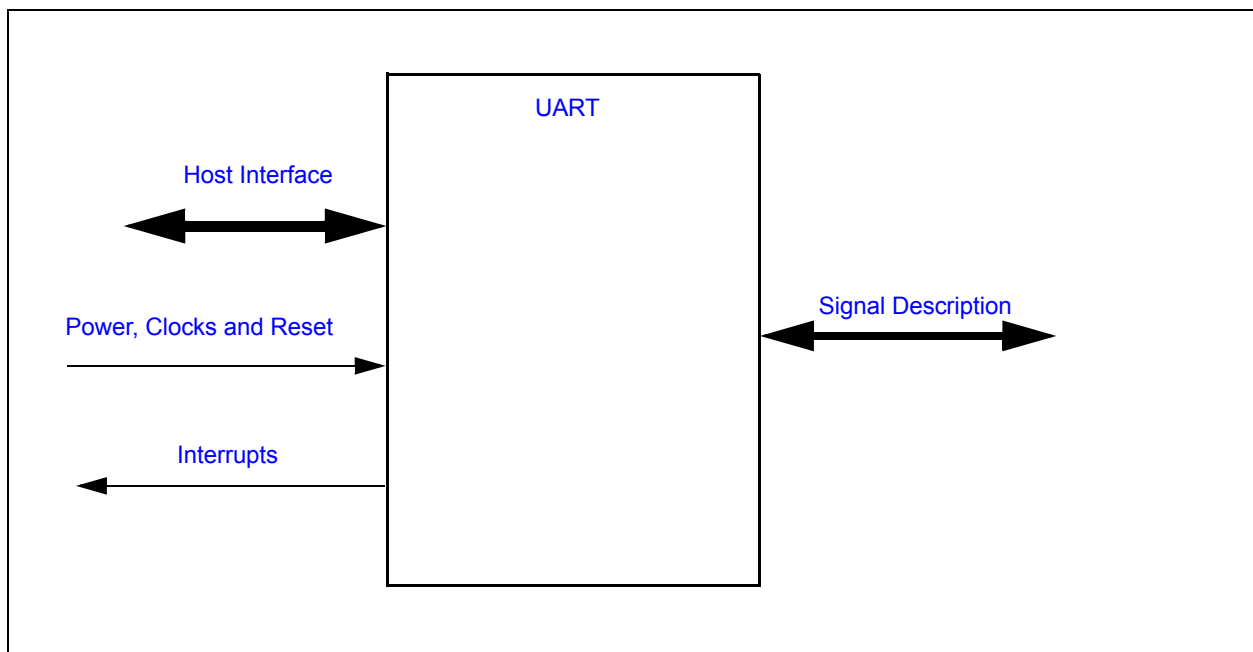 UART
Host Interface
Signal Description
Power, Clocks and Reset
Interrupts